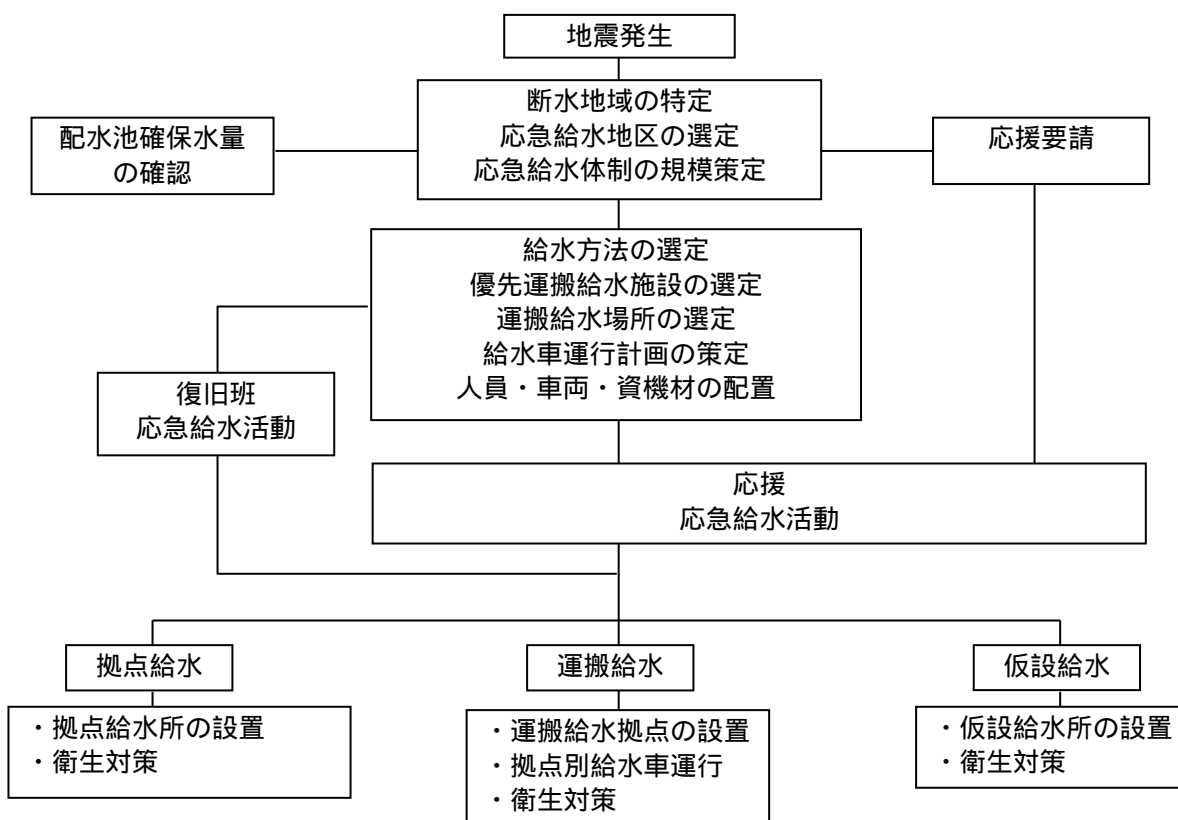 地震発生
断水地域の特定
応急給水地区の選定
応急給水体制の規模策定
配水池確保水量
の確認
応援要請
給水方法の選定
優先運搬給水施設の選定
運搬給水場所の選定
給水車運行計画の策定
人員・車両・資機材の配置
復旧班
応急給水活動
応援
応急給水活動
拠点給水
運搬給水
仮設給水
・拠点給水所の設置
・衛生対策
・運搬給水拠点の設置
・拠点別給水車運行
・衛生対策
・仮設給水所の設置
・衛生対策